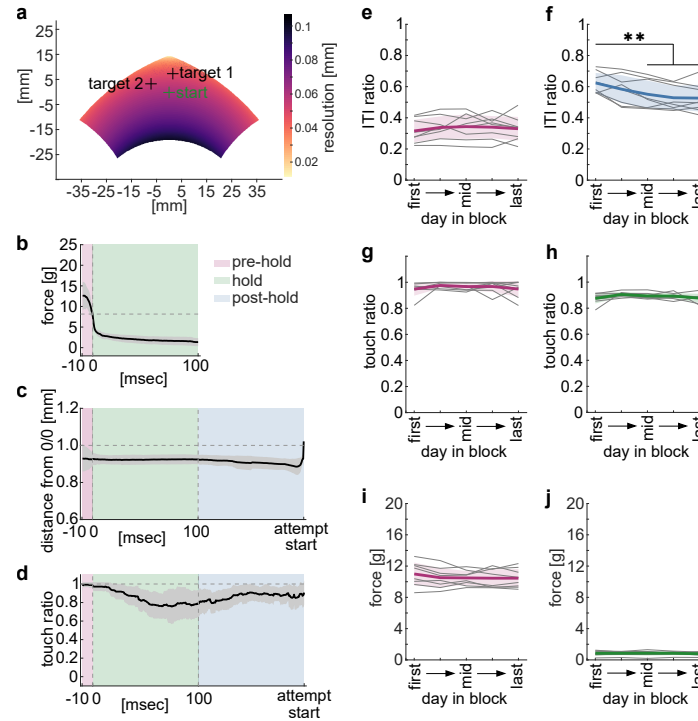 a
25
15
5
-5
-15
-25
[mm]
target 1
target 2
start
-35 -25 -15 -5 5 15 25 35
[mm]
0.1
0.08
0.06
0.04
0.02
resolution [mm]
b
25
20
15
10
5
0
force [g]
-10 0 100
[msec]
pre-hold
hold
post-hold
c
1.2
1.0
0.8
0.6
distance from 0/0 [mm]
-10 0 [msec] 100 attempt
start
d
1
0.8
0.6
0.4
0.2
0
touch ratio
-10 0 [msec] 100 attempt
start
e
1
0.8
0.6
0.4
0.2
0
ITI ratio
first mid last
day in block
f
**
1
0.8
0.6
0.4
0.2
0
ITI ratio
first mid last
day in block
g
1
0.8
0.6
0.4
0.2
0
touch ratio
first mid last
day in block
h
1
0.8
0.6
0.4
0.2
0
touch ratio
first mid last
day in block
i
20
16
12
8
4
0
force [g]
first mid last
day in block
j
20
16
12
8
4
0
force [g]
first mid last
day in block